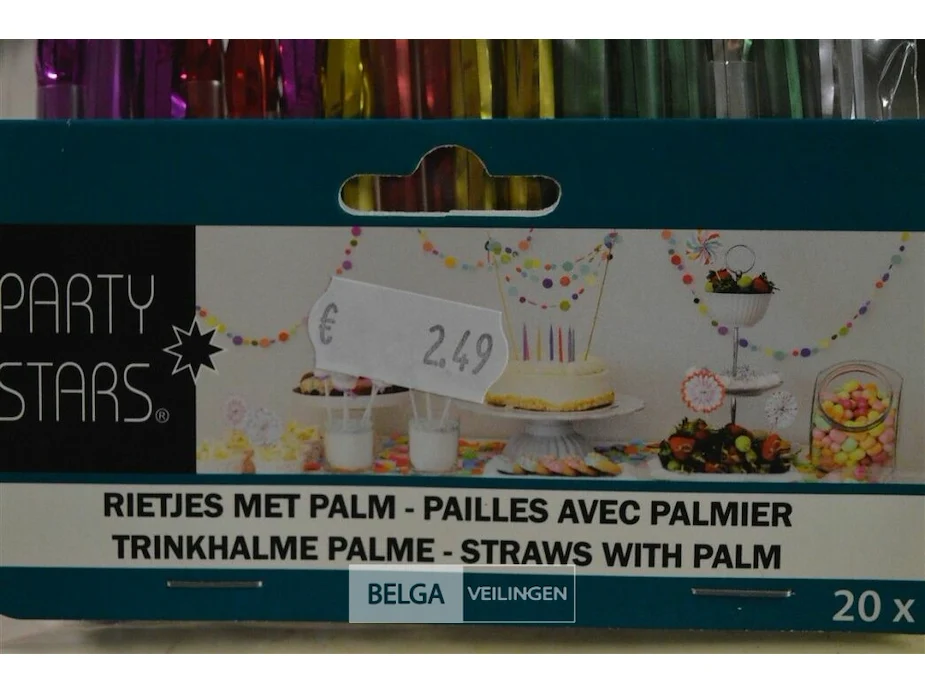 € 2.49
PARTY
STARS®
RIETJES MET PALM - PAILLES AVEC PALMIER
TRINKHALME PALME - STRAWS WITH PALM
BELGA VEILINGEN
20 x